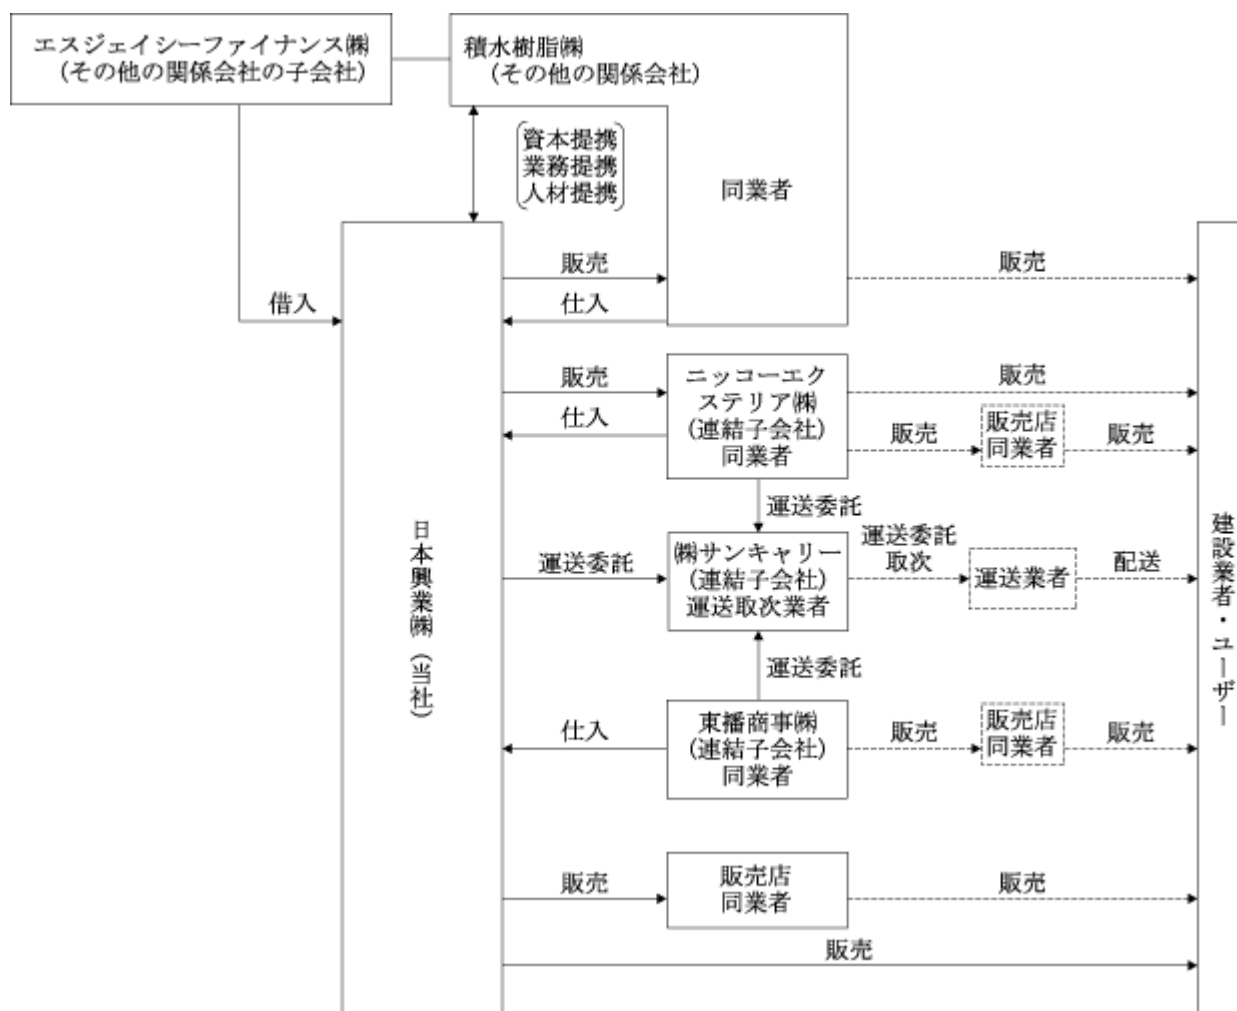 エスジェイシーファイナンス㈱
(その他の関係会社の子会社)
積水樹脂㈱
(その他の関係会社)
資本提携
業務提携
人材提携
同業者
販売
販売
借入
仕入
販売
ニッコーエク
ステリア㈱
(連結子会社)
同業者
販売
仕入
販売
販売店
同業者
販売
運送委託
日本興業㈱(当社)
運送委託
㈱サンキャリー
(連結子会社)
運送取次業者
運送委託
取次
運送業者
配送
建設業者・ユーザー
運送委託
仕入
東播商事㈱
(連結子会社)
同業者
販売
販売店
同業者
販売
販売
販売店
同業者
販売
販売